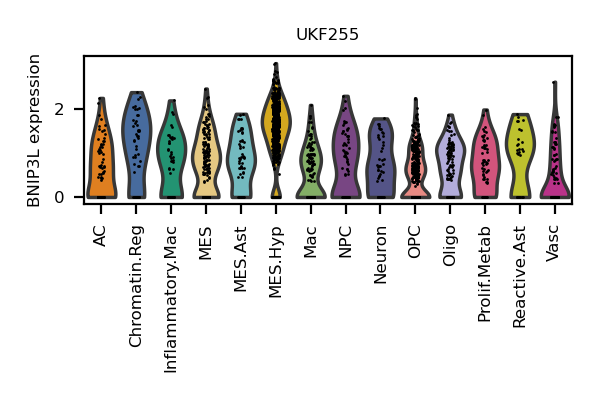 UKF255
BNIP3L expression
2
0
AC
Chromatin.Reg
Inflammatory.Mac
MES
MES.Ast
MES.Hyp
Mac
NPC
Neuron
OPC
Oligo
Prolif.Metab
Reactive.Ast
Vasc